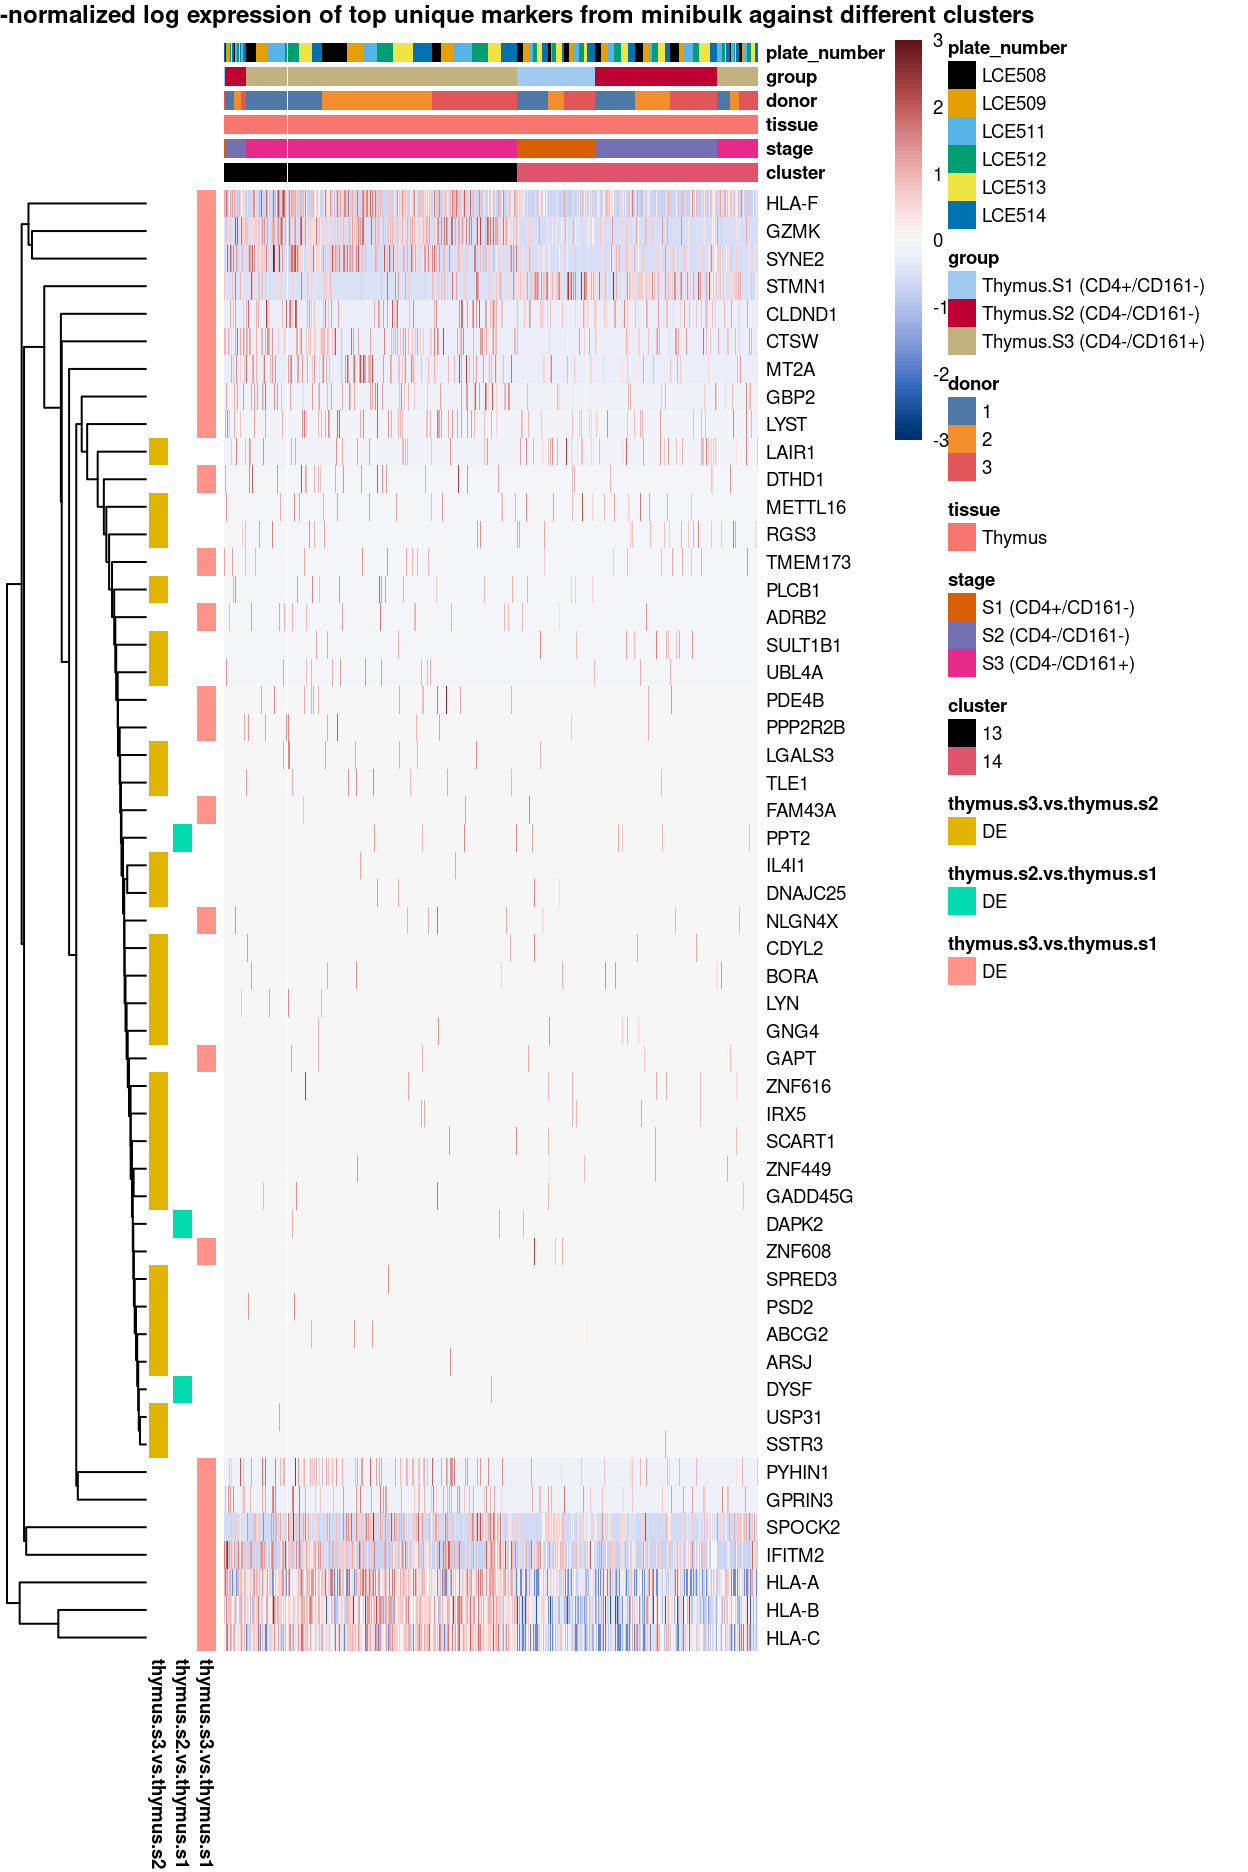 -normalized log expression of top unique markers from minibulk against different clusters
plate_number
group
donor
tissue
stage
cluster
HLA-F
GZMK
SYNE2
STMN1
CLDND1
CTSW
MT2A
GBP2
LYST
LAIR1
DTHD1
METTL16
RGS3
TMEM173
PLCB1
ADRB2
SULT1B1
UBL4A
PDE4B
PPP2R2B
LGALS3
TLE1
FAM43A
PPT2
IL4I1
DNAJC25
NLGN4X
CDYL2
BORA
LYN
GNG4
GAPT
ZNF616
IRX5
SCART1
ZNF449
GADD45G
DAPK2
ZNF608
SPRED3
PSD2
ABCG2
ARSJ
DYSF
USP31
SSTR3
PYHIN1
GPRIN3
SPOCK2
IFITM2
HLA-A
HLA-B
HLA-C
thymus.s3.vs.thymus.s2
thymus.s2.vs.thymus.s1
thymus.s3.vs.thymus.s1
3
2
1
0
-1
-2
-3
plate_number
LCE508
LCE509
LCE511
LCE512
LCE513
LCE514
group
Thymus.S1 (CD4+/CD161-)
Thymus.S2 (CD4-/CD161-)
Thymus.S3 (CD4-/CD161+)
donor
1
2
3
tissue
Thymus
stage
S1 (CD4+/CD161-)
S2 (CD4-/CD161-)
S3 (CD4-/CD161+)
cluster
13
14
thymus.s3.vs.thymus.s2
DE
thymus.s2.vs.thymus.s1
DE
thymus.s3.vs.thymus.s1
DE